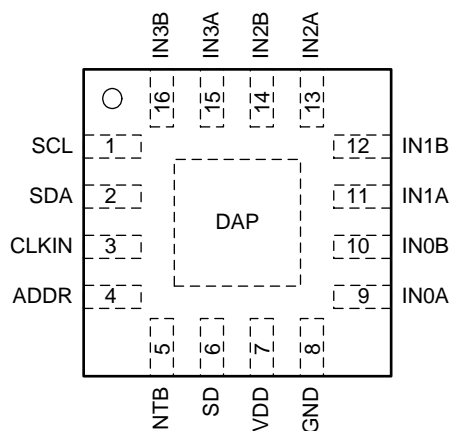 IN3B
IN3A
IN2B
IN2A
16
15
14
13
SCL 1
12 IN1B
SDA 2
11 IN1A
DAP
CLKIN 3
10 IN0B
ADDR 4
9 IN0A
5
6
7
8
NTB
SD
VDD
GND